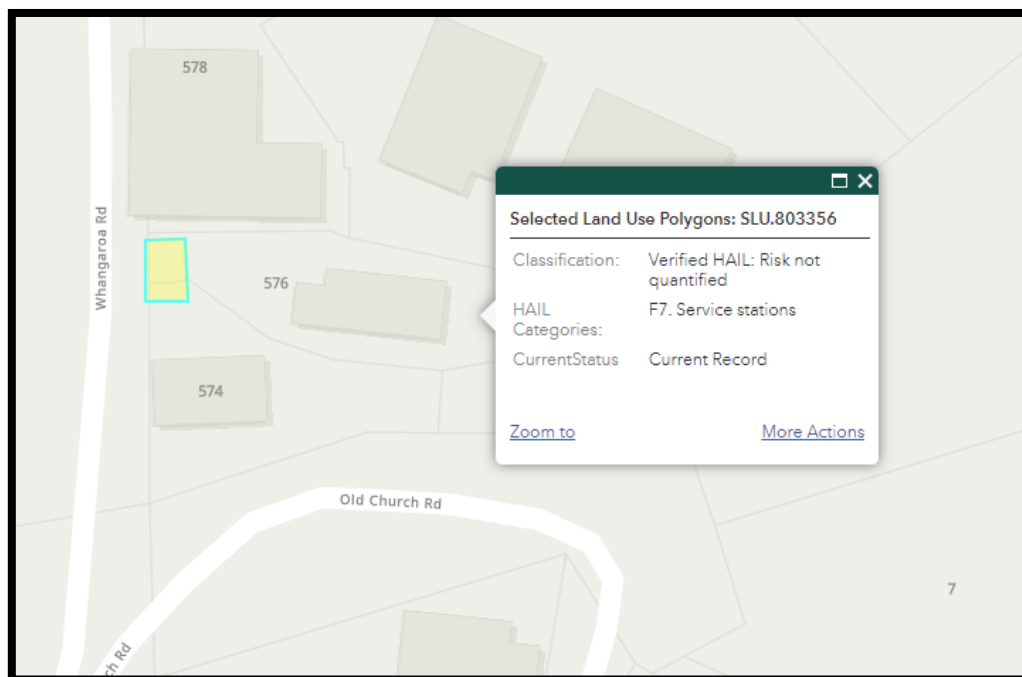 578
Whangaroa Rd
576
574
Selected Land Use Polygons: SLU.803356
Classification: Verified HAIL: Risk not
quantified
HAIL F7. Service stations
Categories:
CurrentStatus Current Record
Zoom to More Actions
Old Church Rd
7
ch Rd